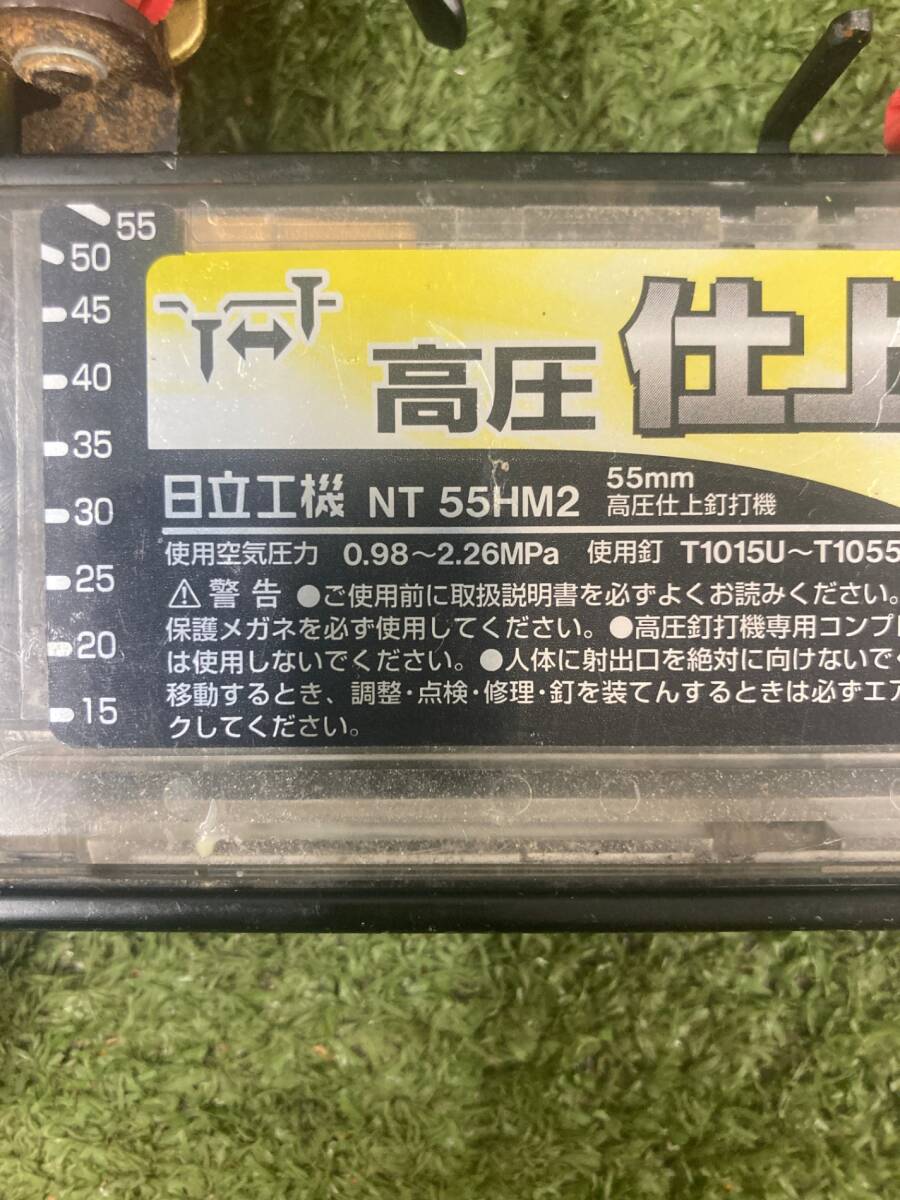 55
50
45
40
35
30
25
20
15
高圧 仕上
日立工機 NT 55HM2 55mm
高圧仕上釘打機
使用空気圧力 0.98～2.26MPa 使用釘 T1015U～T1055
⚠警告 ●ご使用前に取扱説明書を必ずよくお読みください。
保護メガネを必ず使用してください。●高圧釘打機専用コンプ
は使用しないでください。●人体に射出口を絶対に向けないで
移動するとき、調整・点検・修理・釘を装てんするときは必ずエア
クしてください。